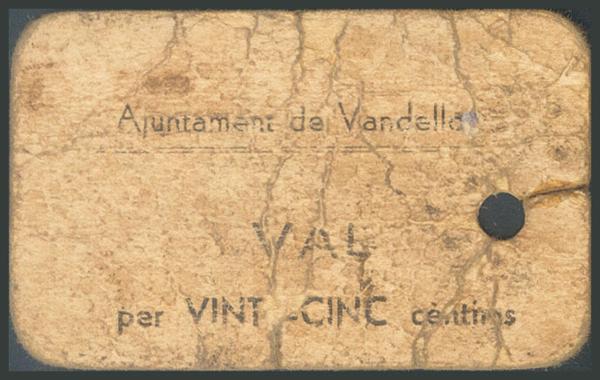 Ajuntament de Vandellòs
VAL
per VINT-I-CINC cèntims